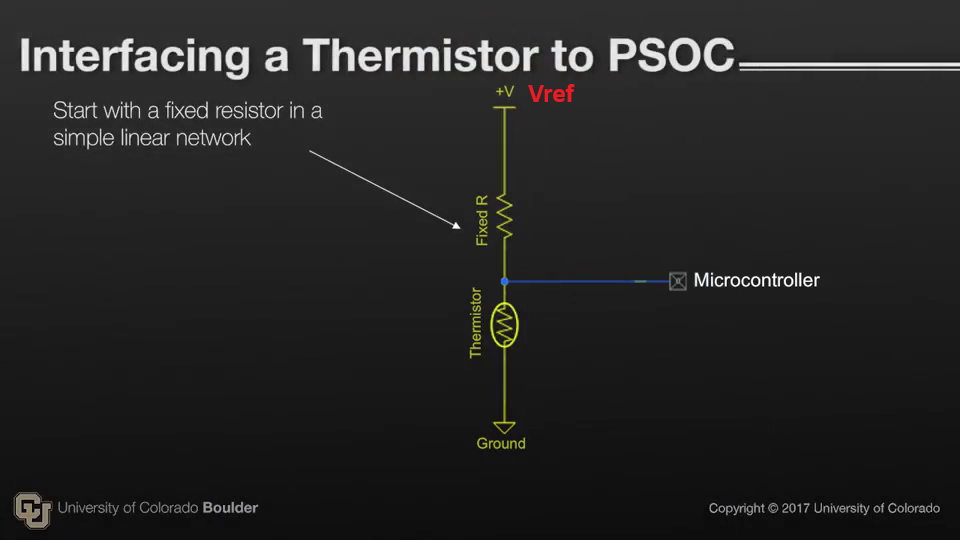 Interfacing a Thermistor to PSOC
Start with a fixed resistor in a
simple linear network
+V
Vref
Fixed R
Microcontroller
Thermistor
Ground
CU
University of Colorado Boulder
Copyright © 2017 University of Colorado